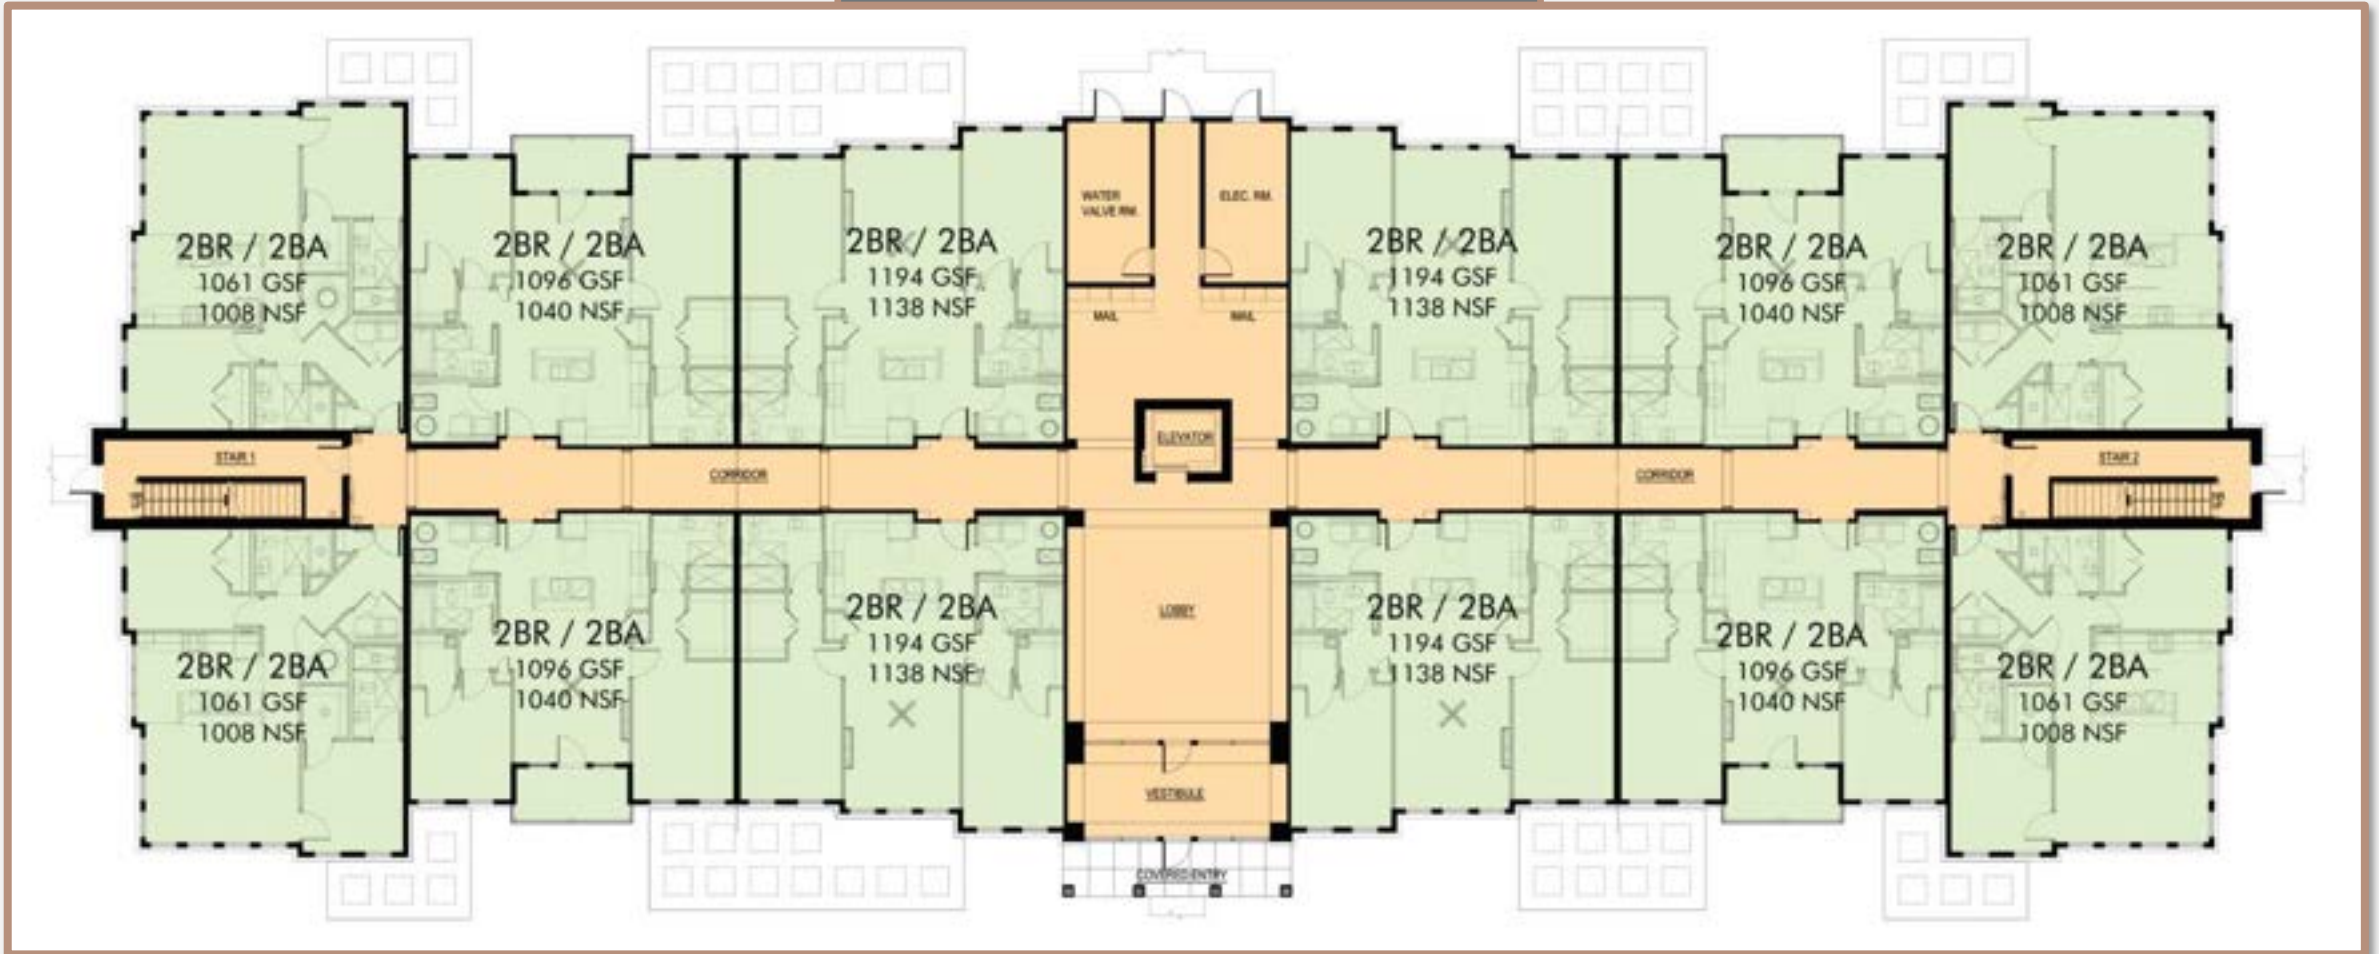 2BR / 2BA
1061 GSF
1008 NSF
2BR / 2BA
1096 GSF
1040 NSF
2BR / 2BA
1194 GSF
1138 NSF
WATER
VALVE RM.
ELEC. RM.
MAIL
MAIL
2BR / 2BA
1194 GSF
1138 NSF
2BR / 2BA
1096 GSF
1040 NSF
2BR / 2BA
1061 GSF
1008 NSF
STAIR 1
CORRIDOR
ELEVATOR
CORRIDOR
STAIR 2
2BR / 2BA
1061 GSF
1008 NSF
2BR / 2BA
1096 GSF
1040 NSF
2BR / 2BA
1194 GSF
1138 NSF
LOBBY
VESTIBULE
COVERED ENTRY
2BR / 2BA
1194 GSF
1138 NSF
2BR / 2BA
1096 GSF
1040 NSF
2BR / 2BA
1061 GSF
1008 NSF